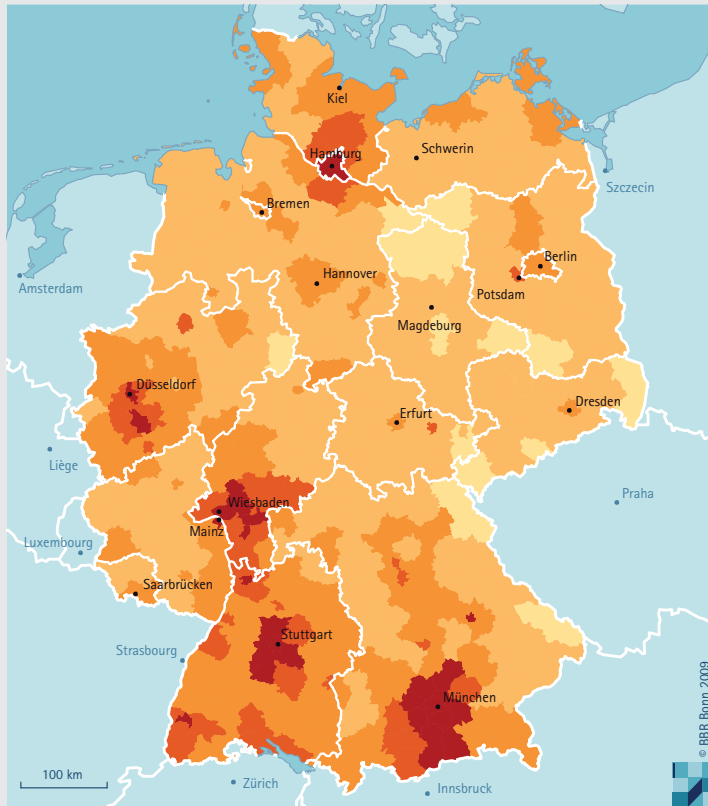 Kiel
Hamburg
Schwerin
Szczecin
Bremen
Berlin
Hannover
Amsterdam
Potsdam
Magdeburg
Düsseldorf
Erfurt
Dresden
Liège
Wiesbaden
Praha
Mainz
Luxembourg
Saarbrücken
Stuttgart
Strasbourg
München
100 km
Zürich
Innsbruck
© BBR Bonn 2009